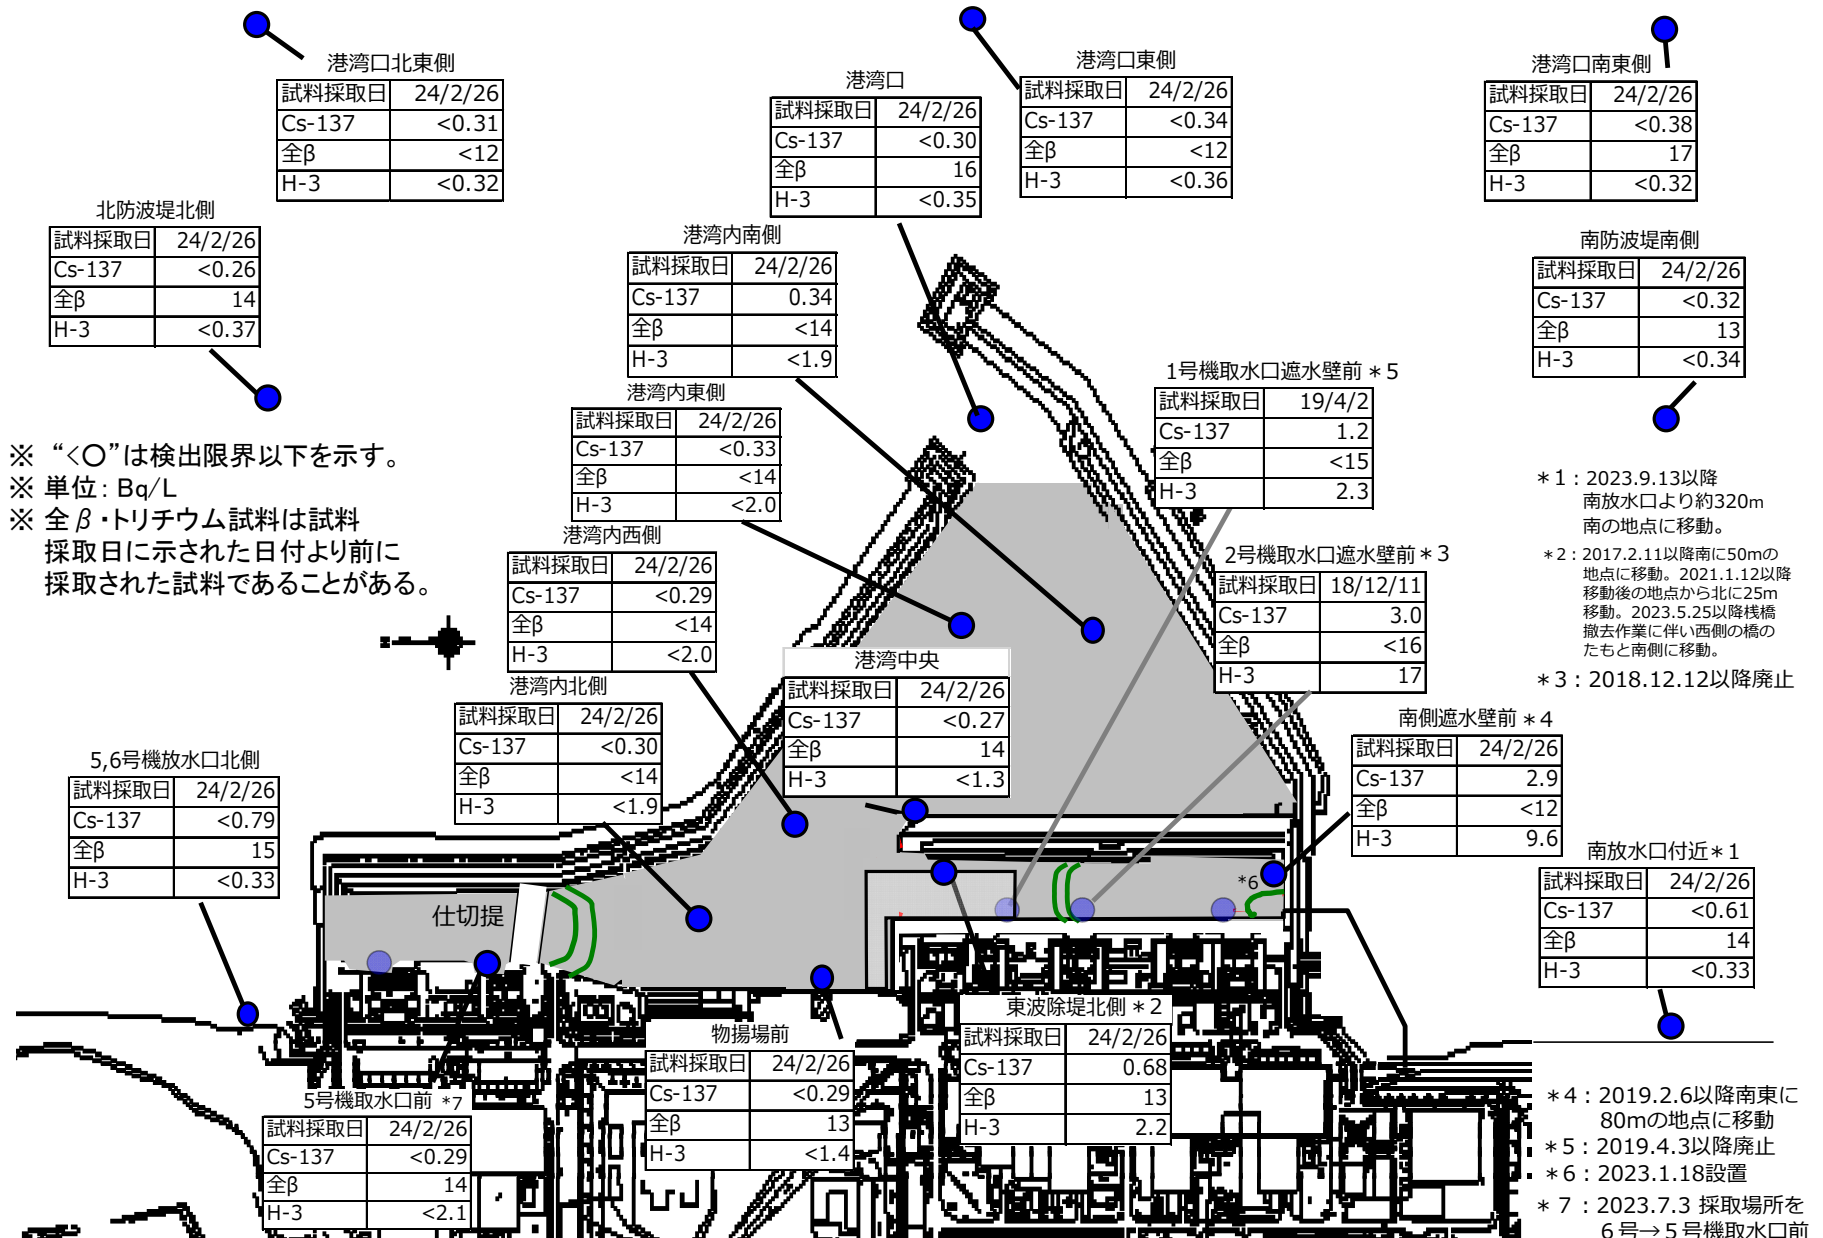 港湾口北東側
試料採取日 24/2/26
Cs-137 <0.31
全β <12
H-3 <0.32
港湾口東側
試料採取日 24/2/26
Cs-137 <0.34
全β <12
H-3 <0.36
港湾口南東側
試料採取日 24/2/26
Cs-137 <0.38
全β 17
H-3 <0.32
港湾口
試料採取日 24/2/26
Cs-137 <0.30
全β 16
H-3 <0.35
北防波堤北側
試料採取日 24/2/26
Cs-137 <0.26
全β 14
H-3 <0.37
港湾内南側
試料採取日 24/2/26
Cs-137 0.34
全β <14
H-3 <1.9
南防波堤南側
試料採取日 24/2/26
Cs-137 <0.32
全β 13
H-3 <0.34
港湾内東側
試料採取日 24/2/26
Cs-137 <0.33
全β <14
H-3 <2.0
1号機取水口遮水壁前＊5
試料採取日 19/4/2
Cs-137 1.2
全β <15
H-3 2.3
※ “<〇”は検出限界以下を示す。
※ 単位：Bq/L
※ 全β・トリチウム試料は試料
採取日に示された日付より前に
採取された試料であることがある。
＊1：2023.9.13以降
南放水口より約320m
南の地点に移動。
＊2：2017.2.11以降南に50mの
地点に移動。2021.1.12以降
移動後の地点から北に25m
移動。2023.5.25以降桟橋
撤去作業に伴い西側の橋の
たもと南側に移動。
＊3：2018.12.12以降廃止
港湾内西側
試料採取日 24/2/26
Cs-137 <0.29
全β <14
H-3 <2.0
2号機取水口遮水壁前＊3
試料採取日 18/12/11
Cs-137 3.0
全β <16
H-3 17
港湾中央
試料採取日 24/2/26
Cs-137 <0.27
全β 14
H-3 <1.3
港湾内北側
試料採取日 24/2/26
Cs-137 <0.30
全β <14
H-3 <1.9
南側遮水壁前＊4
試料採取日 24/2/26
Cs-137 2.9
全β <12
H-3 9.6
5,6号機放水口北側
試料採取日 24/2/26
Cs-137 <0.79
全β 15
H-3 <0.33
南放水口付近＊1
試料採取日 24/2/26
Cs-137 <0.61
全β 14
H-3 <0.33
仕切提
*6
東波除堤北側＊2
試料採取日 24/2/26
Cs-137 0.68
全β 13
H-3 2.2
物揚場前
試料採取日 24/2/26
Cs-137 <0.29
全β 13
H-3 <1.4
5号機取水口前 *7
試料採取日 24/2/26
Cs-137 <0.29
全β 14
H-3 <2.1
＊4：2019.2.6以降南東に
80mの地点に移動
＊5：2019.4.3以降廃止
＊6：2023.1.18設置
＊7：2023.7.3 採取場所を
６号→５号機取水口前